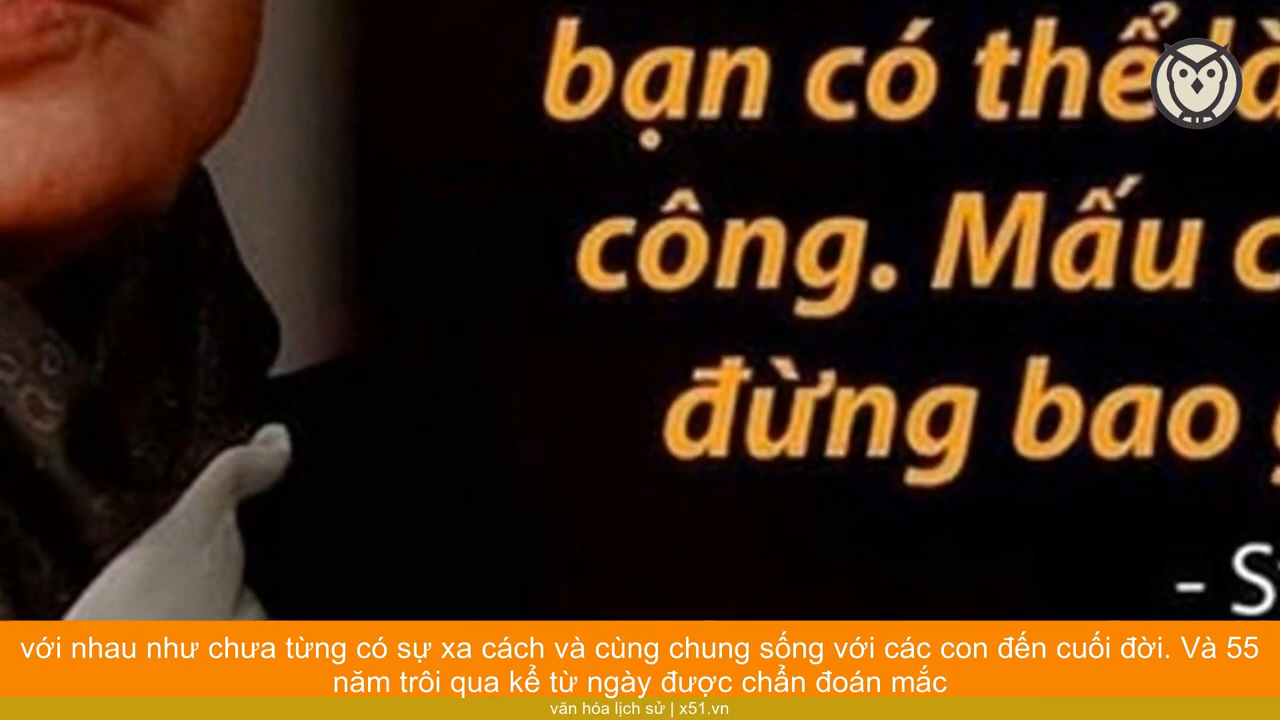 bạn có thể
công. Mấu
đừng bao
- S
với nhau như chưa từng có sự xa cách và cùng chung sống với các con đến cuối đời. Và 55
năm trôi qua kể từ ngày được chẩn đoán mắc
văn hóa lịch sử | x51.vn